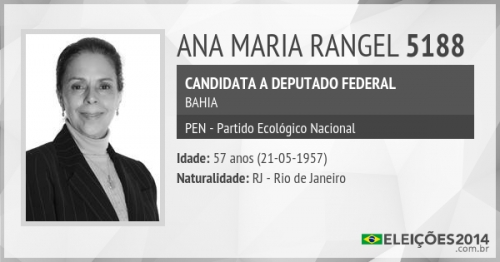 ANA MARIA RANGEL 5188
CANDIDATA A DEPUTADO FEDERAL
BAHIA
PEN - Partido Ecológico Nacional
Idade: 57 anos (21-05-1957)
Naturalidade: RJ - Rio de Janeiro
ELEIÇÕES2014
.com.br